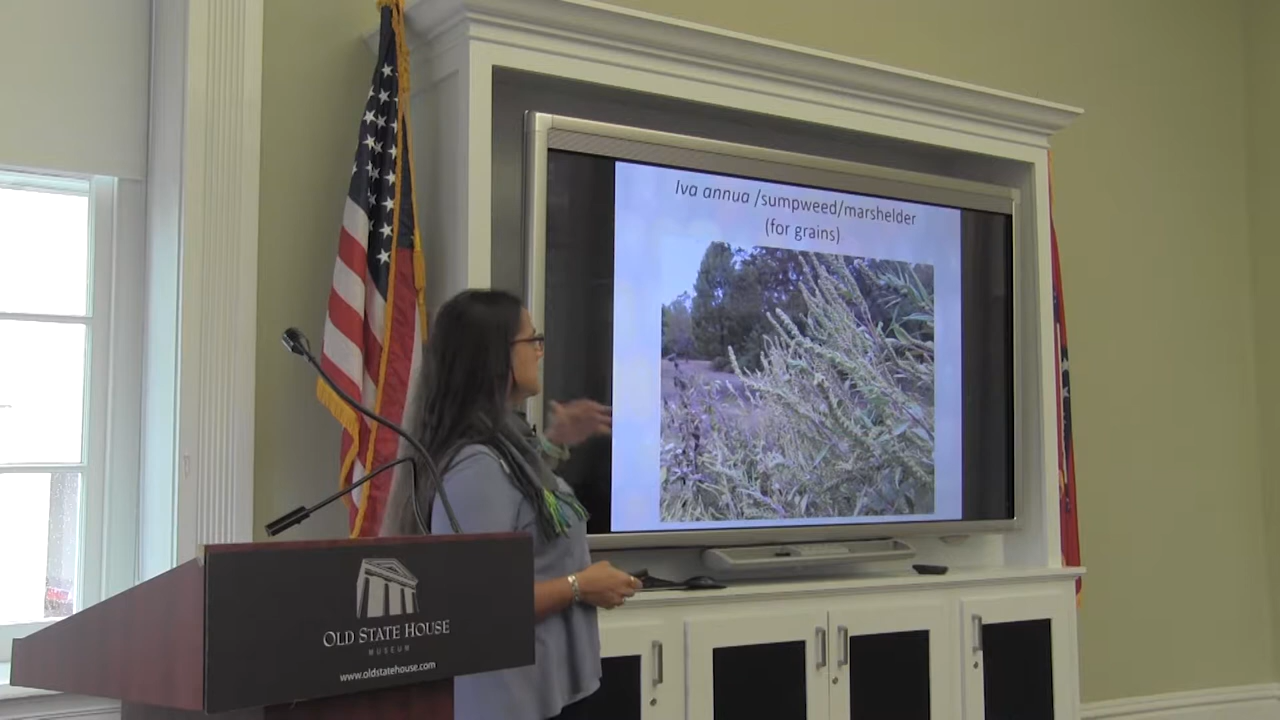 Iva annua /sumpweed/marshelder
(for grains)
OLD STATE HOUSE
MUSEUM
www.oldstatehouse.com